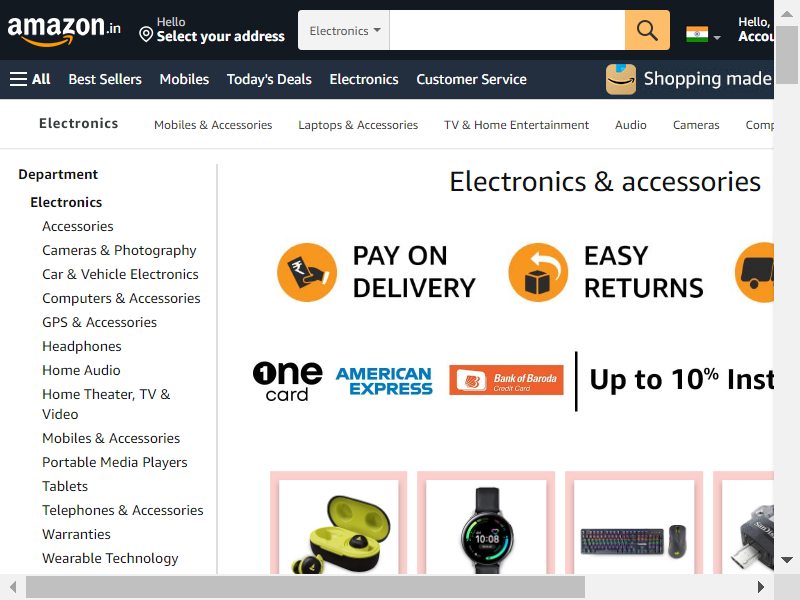 amazon.in
Hello
Select your address
Electronics
Hello,
Accou
All
Best Sellers
Mobiles
Today's Deals
Electronics
Customer Service
Shopping made
Electronics
Mobiles & Accessories
Laptops & Accessories
TV & Home Entertainment
Audio
Cameras
Comp
Department
Electronics
Accessories
Cameras & Photography
Car & Vehicle Electronics
Computers & Accessories
GPS & Accessories
Headphones
Home Audio
Home Theater, TV &
Video
Mobiles & Accessories
Portable Media Players
Tablets
Telephones & Accessories
Warranties
Wearable Technology
Electronics & accessories
PAY ON
DELIVERY
EASY
RETURNS
one
card
AMERICAN
EXPRESS
Bank of Baroda
Credit Card
Up to 10% Inst
10:08